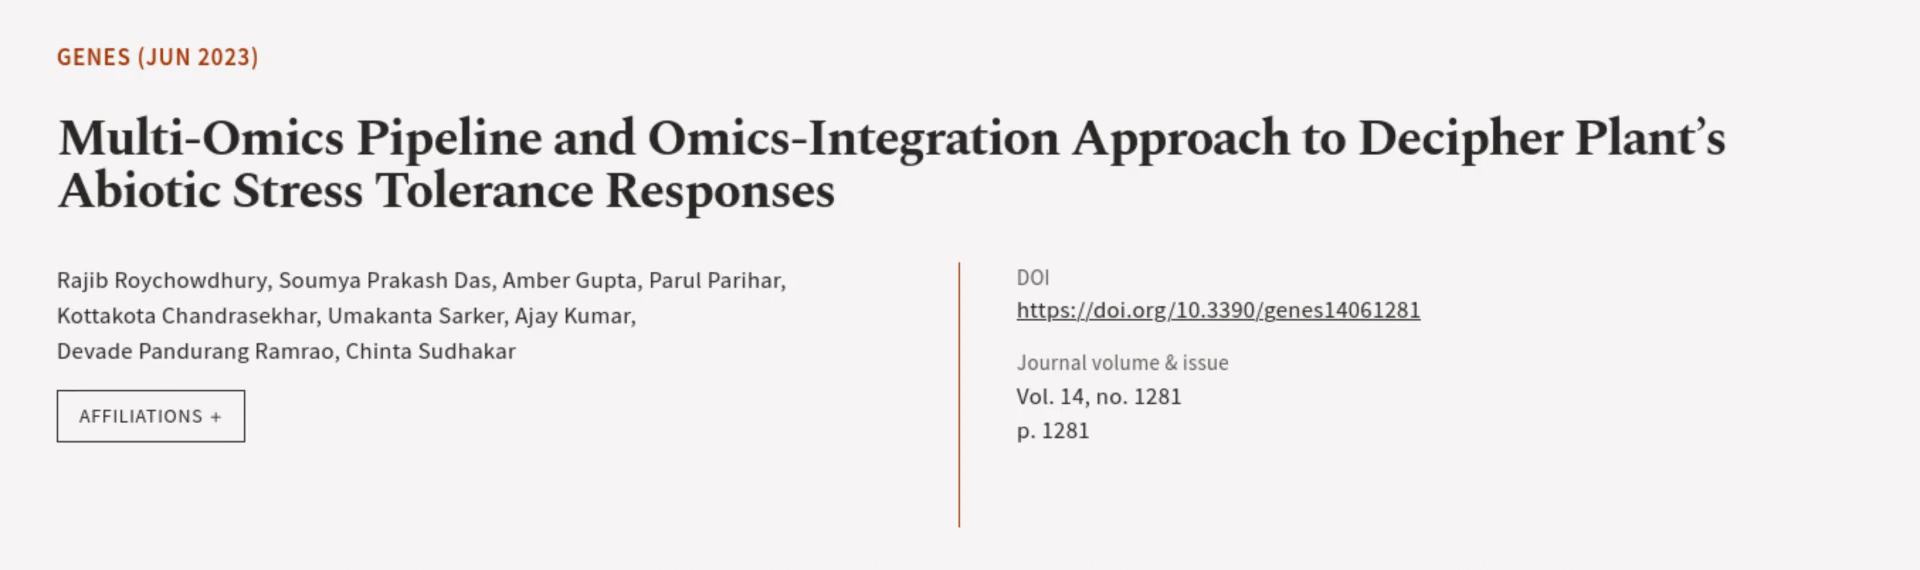 GENES (JUN 2023)
Multi-Omics Pipeline and Omics-Integration Approach to Decipher Plant’s
Abiotic Stress Tolerance Responses
Rajib Roychowdhury, Soumya Prakash Das, Amber Gupta, Parul Parihar,
Kottakota Chandrasekhar, Umakanta Sarker, Ajay Kumar,
Devade Pandurang Ramrao, Chinta Sudhakar
AFFILIATIONS +
DOI
https://doi.org/10.3390/genes14061281
Journal volume & issue
Vol. 14, no. 1281
p. 1281